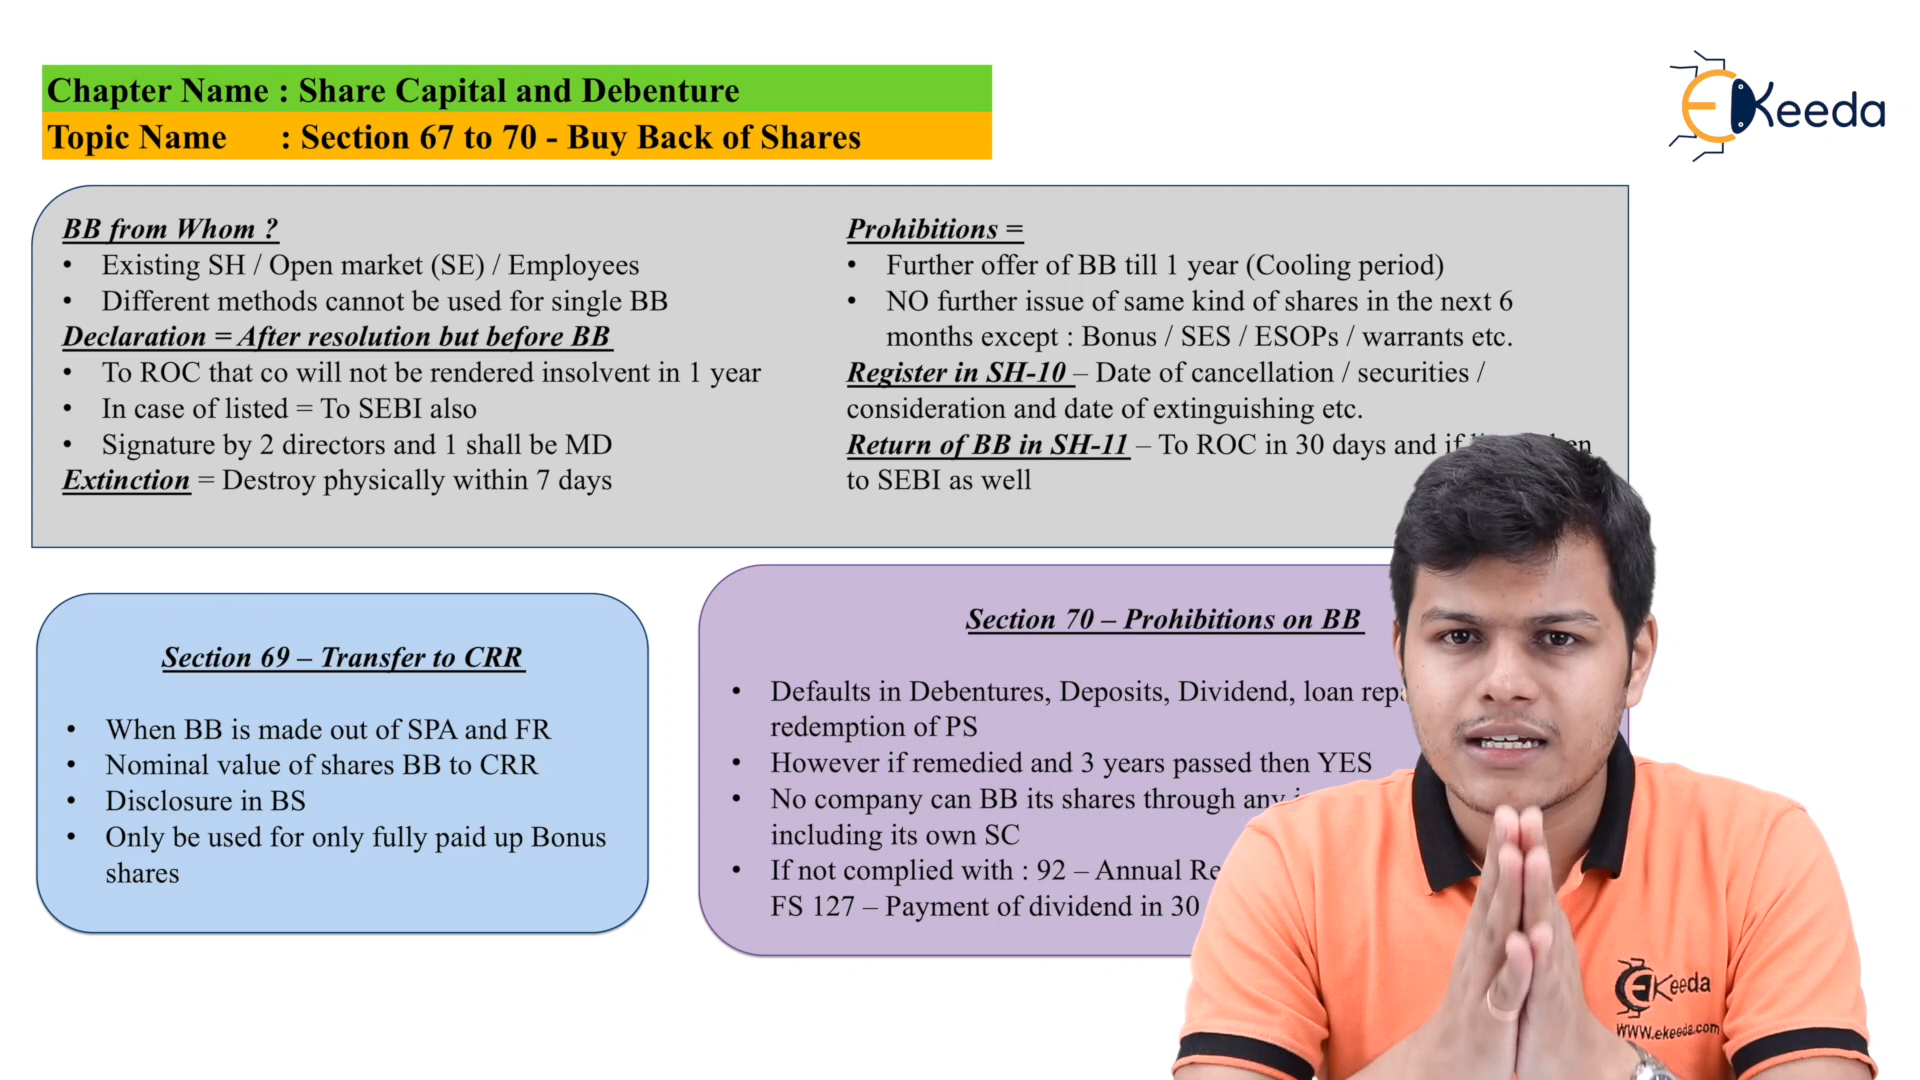 Chapter Name : Share Capital and Debenture
Topic Name : Section 67 to 70 - Buy Back of Shares
EKeeda
BB from Whom ?
• Existing SH / Open market (SE) / Employees
• Different methods cannot be used for single BB
Declaration = After resolution but before BB
• To ROC that co will not be rendered insolvent in 1 year
• In case of listed = To SEBI also
• Signature by 2 directors and 1 shall be MD
Extinction = Destroy physically within 7 days
Prohibitions =
• Further offer of BB till 1 year (Cooling period)
• NO further issue of same kind of shares in the next 6
months except : Bonus / SES / ESOPs / warrants etc.
Register in SH-10 – Date of cancellation / securities /
consideration and date of extinguishing etc.
Return of BB in SH-11 – To ROC in 30 days and if
to SEBI as well
Section 69 – Transfer to CRR
• When BB is made out of SPA and FR
• Nominal value of shares BB to CRR
• Disclosure in BS
• Only be used for only fully paid up Bonus
shares
Section 70 – Prohibitions on BB
• Defaults in Debentures, Deposits, Dividend, loan
redemption of PS
• However if remedied and 3 years passed then YES
• No company can BB its shares through any
including its own SC
• If not complied with : 92 – Annual
FS 127 – Payment of dividend in 30
EKeeda
WWW.ekeeda.com